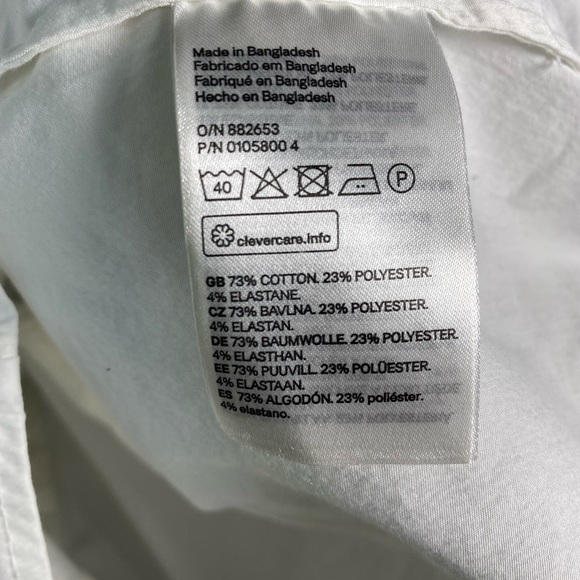 Made in Bangladesh
Fabricado em Bangladesh
Fabriqué en Bangladesh
Hecho en Bangladesh
O/N 882653
P/N 0105800 4
40
P
clevercare.info
GB 73% COTTON. 23% POLYESTER.
4% ELASTANE.
CZ 73% BAVLNA. 23% POLYESTER.
4% ELASTAN.
DE 73% BAUMWOLLE. 23% POLYESTER.
4% ELASTHAN.
EE 73% PUUVILL. 23% POLÜESTER.
4% ELASTAAN.
ES 73% ALGODÓN. 23% poliéster.
4% elastano.